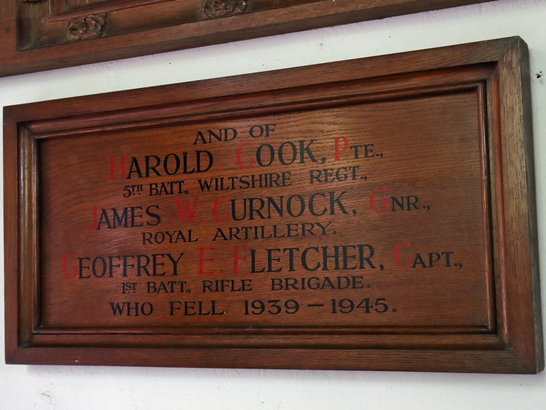 AND OF
HAROLD COOK, PTE.,
5TH BATT., WILTSHIRE REGT.,
JAMES W. CURNOCK, GNR.,
ROYAL ARTILLERY.
GEOFFREY E. FLETCHER, CAPT.,
1ST BATT., RIFLE BRIGADE.
WHO FELL 1939-1945.